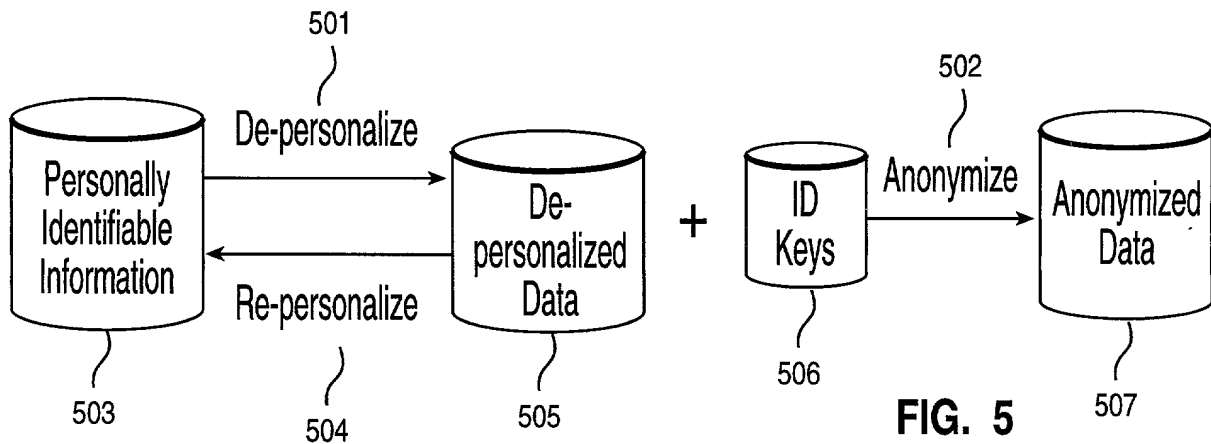 501
502
De-personalize
Personally
Identifiable
Information
De-
personalized
Data
+
ID
Keys
Anonymize
Anonymized
Data
Re-personalize
503
504
505
506
507
FIG. 5